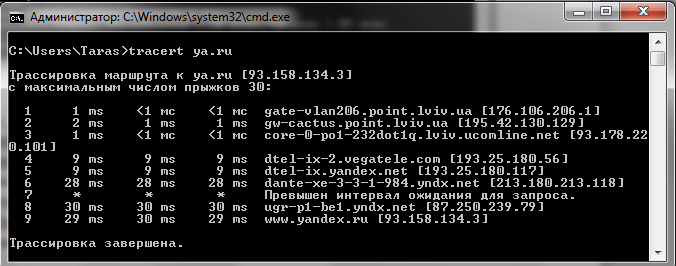 Администратор: C:\Windows\system32\cmd.exe
C:\Users\Taras>tracert ya.ru
Трассировка маршрута к ya.ru [93.158.134.3]
с максимальным числом прыжков 30:
1 1 ms <1 мс <1 мс gate-vlan206.point.lviv.ua [176.106.206.1]
2 2 ms 1 ms 1 ms gw-cactus.point.lviv.ua [195.42.130.129]
3 1 ms <1 мс <1 мс core-0-po1-232dot1q.lviv.ucomline.net [93.178.22
0.101]
4 9 ms 9 ms 9 ms dtel-ix-2.vegatele.com [193.25.180.56]
5 9 ms 9 ms 9 ms dtel-ix.yandex.net [193.25.180.117]
6 28 ms 28 ms 28 ms dante-xe-3-3-1-984.yndx.net [213.180.213.118]
7 * * * Превышен интервал ожидания для запроса.
8 30 ms 30 ms 30 ms ugr-p1-be1.yndx.net [87.250.239.79]
9 29 ms 30 ms 29 ms www.yandex.ru [93.158.134.3]
Трассировка завершена.